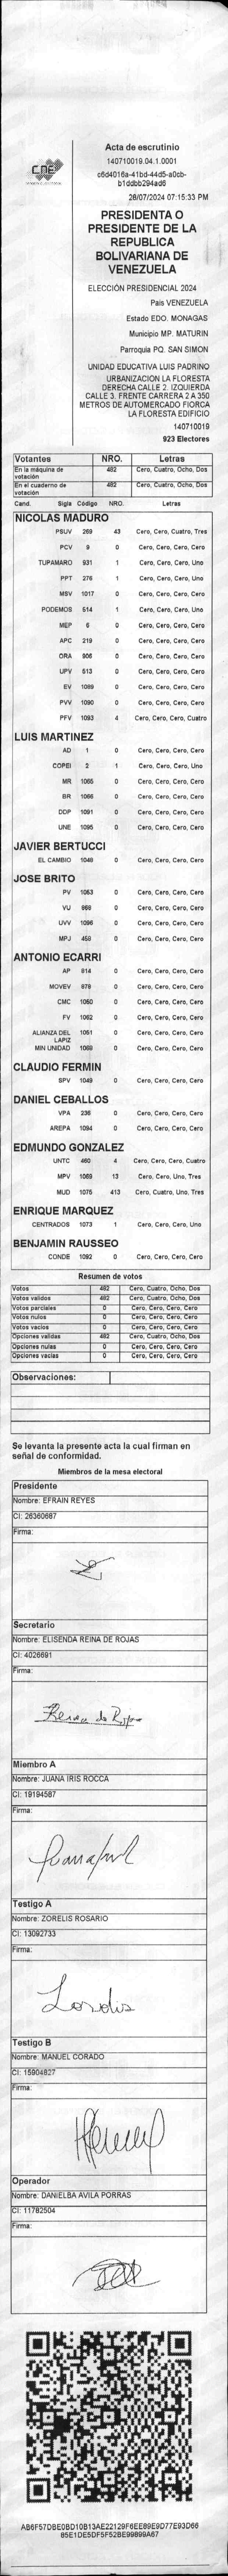 CNE
Acta de escrutinio
140710019.04.1.0001
c6d4016a-41bd-44d5-a0cb-
b1ddbb294ad6
28/07/2024 07:15:33 PM
PRESIDENTA O
PRESIDENTE DE LA
REPUBLICA
BOLIVARIANA DE
VENEZUELA
ELECCIÓN PRESIDENCIAL 2024
Pais VENEZUELA
Estado EDO. MONAGAS
Municipio MP. MATURIN
Parroquia PQ. SAN SIMON
UNIDAD EDUCATIVA LUIS PADRINO
URBANIZACION LA FLORESTA
DERECHA CALLE 2. IZQUIERDA
CALLE 3. FRENTE CARRERA 2 A 350
METROS DE AUTOMERCADO FIORCA
LA FLORESTA EDIFICIO
140710019
923 Electores
Votantes NRO. Letras
En la máquina de votación 482 Cero, Cuatro, Ocho, Dos
En el cuaderno de votación 482 Cero, Cuatro, Ocho, Dos
Cand. Sigla Código NRO. Letras
NICOLAS MADURO
PSUV 269 43 Cero, Cero, Cuatro, Tres
PCV 9 0 Cero, Cero, Cero, Cero
TUPAMARO 931 1 Cero, Cero, Cero, Uno
PPT 276 1 Cero, Cero, Cero, Uno
MSV 1017 0 Cero, Cero, Cero, Cero
PODEMOS 514 1 Cero, Cero, Cero, Uno
MEP 6 0 Cero, Cero, Cero, Cero
APC 219 0 Cero, Cero, Cero, Cero
ORA 906 0 Cero, Cero, Cero, Cero
UPV 513 0 Cero, Cero, Cero, Cero
EV 1089 0 Cero, Cero, Cero, Cero
PVV 1090 0 Cero, Cero, Cero, Cero
PFV 1093 4 Cero, Cero, Cero, Cuatro
LUIS MARTINEZ
AD 1 0 Cero, Cero, Cero, Cero
COPEI 2 1 Cero, Cero, Cero, Uno
MR 1065 0 Cero, Cero, Cero, Cero
BR 1066 0 Cero, Cero, Cero, Cero
DDP 1091 0 Cero, Cero, Cero, Cero
UNE 1095 0 Cero, Cero, Cero, Cero
JAVIER BERTUCCI
EL CAMBIO 1048 0 Cero, Cero, Cero, Cero
JOSE BRITO
PV 1063 0 Cero, Cero, Cero, Cero
VU 988 0 Cero, Cero, Cero, Cero
UVV 1096 0 Cero, Cero, Cero, Cero
MPJ 458 0 Cero, Cero, Cero, Cero
ANTONIO ECARRI
AP 814 0 Cero, Cero, Cero, Cero
MOVEV 878 0 Cero, Cero, Cero, Cero
CMC 1050 0 Cero, Cero, Cero, Cero
FV 1062 0 Cero, Cero, Cero, Cero
ALIANZA DEL LAPIZ 1061 0 Cero, Cero, Cero, Cero
MIN UNIDAD 1068 0 Cero, Cero, Cero, Cero
CLAUDIO FERMIN
SPV 1049 0 Cero, Cero, Cero, Cero
DANIEL CEBALLOS
VPA 236 0 Cero, Cero, Cero, Cero
AREPA 1094 0 Cero, Cero, Cero, Cero
EDMUNDO GONZALEZ
UNTC 460 4 Cero, Cero, Cero, Cuatro
MPV 1069 13 Cero, Cero, Uno, Tres
MUD 1075 413 Cero, Cuatro, Uno, Tres
ENRIQUE MARQUEZ
CENTRADOS 1073 1 Cero, Cero, Cero, Uno
BENJAMIN RAUSSEO
CONDE 1092 0 Cero, Cero, Cero, Cero
Resumen de votos
Votos 482 Cero, Cuatro, Ocho, Dos
Votos validos 482 Cero, Cuatro, Ocho, Dos
Votos parciales 0 Cero, Cero, Cero, Cero
Votos nulos 0 Cero, Cero, Cero, Cero
Votos vacios 0 Cero, Cero, Cero, Cero
Opciones validas 482 Cero, Cuatro, Ocho, Dos
Opciones nulas 0 Cero, Cero, Cero, Cero
Opciones vacias 0 Cero, Cero, Cero, Cero
Observaciones:
Se levanta la presente acta la cual firman en
señal de conformidad.
Miembros de la mesa electoral
Presidente
Nombre: EFRAIN REYES
CI: 26360687
Firma:
Secretario
Nombre: ELISENDA REINA DE ROJAS
CI: 4026691
Firma:
Reina de Rojas
Miembro A
Nombre: JUANA IRIS ROCCA
CI: 19194587
Firma:
Testigo A
Nombre: ZORELIS ROSARIO
CI: 13092733
Firma:
Testigo B
Nombre: MANUEL CORADO
CI: 15904827
Firma:
Operador
Nombre: DANIELBA AVILA PORRAS
CI: 11782504
Firma:
AB6F57DBE0BD10B13AE22129F6EE89E9D77E93D66
85E1DE5DF5F52BE99899A67